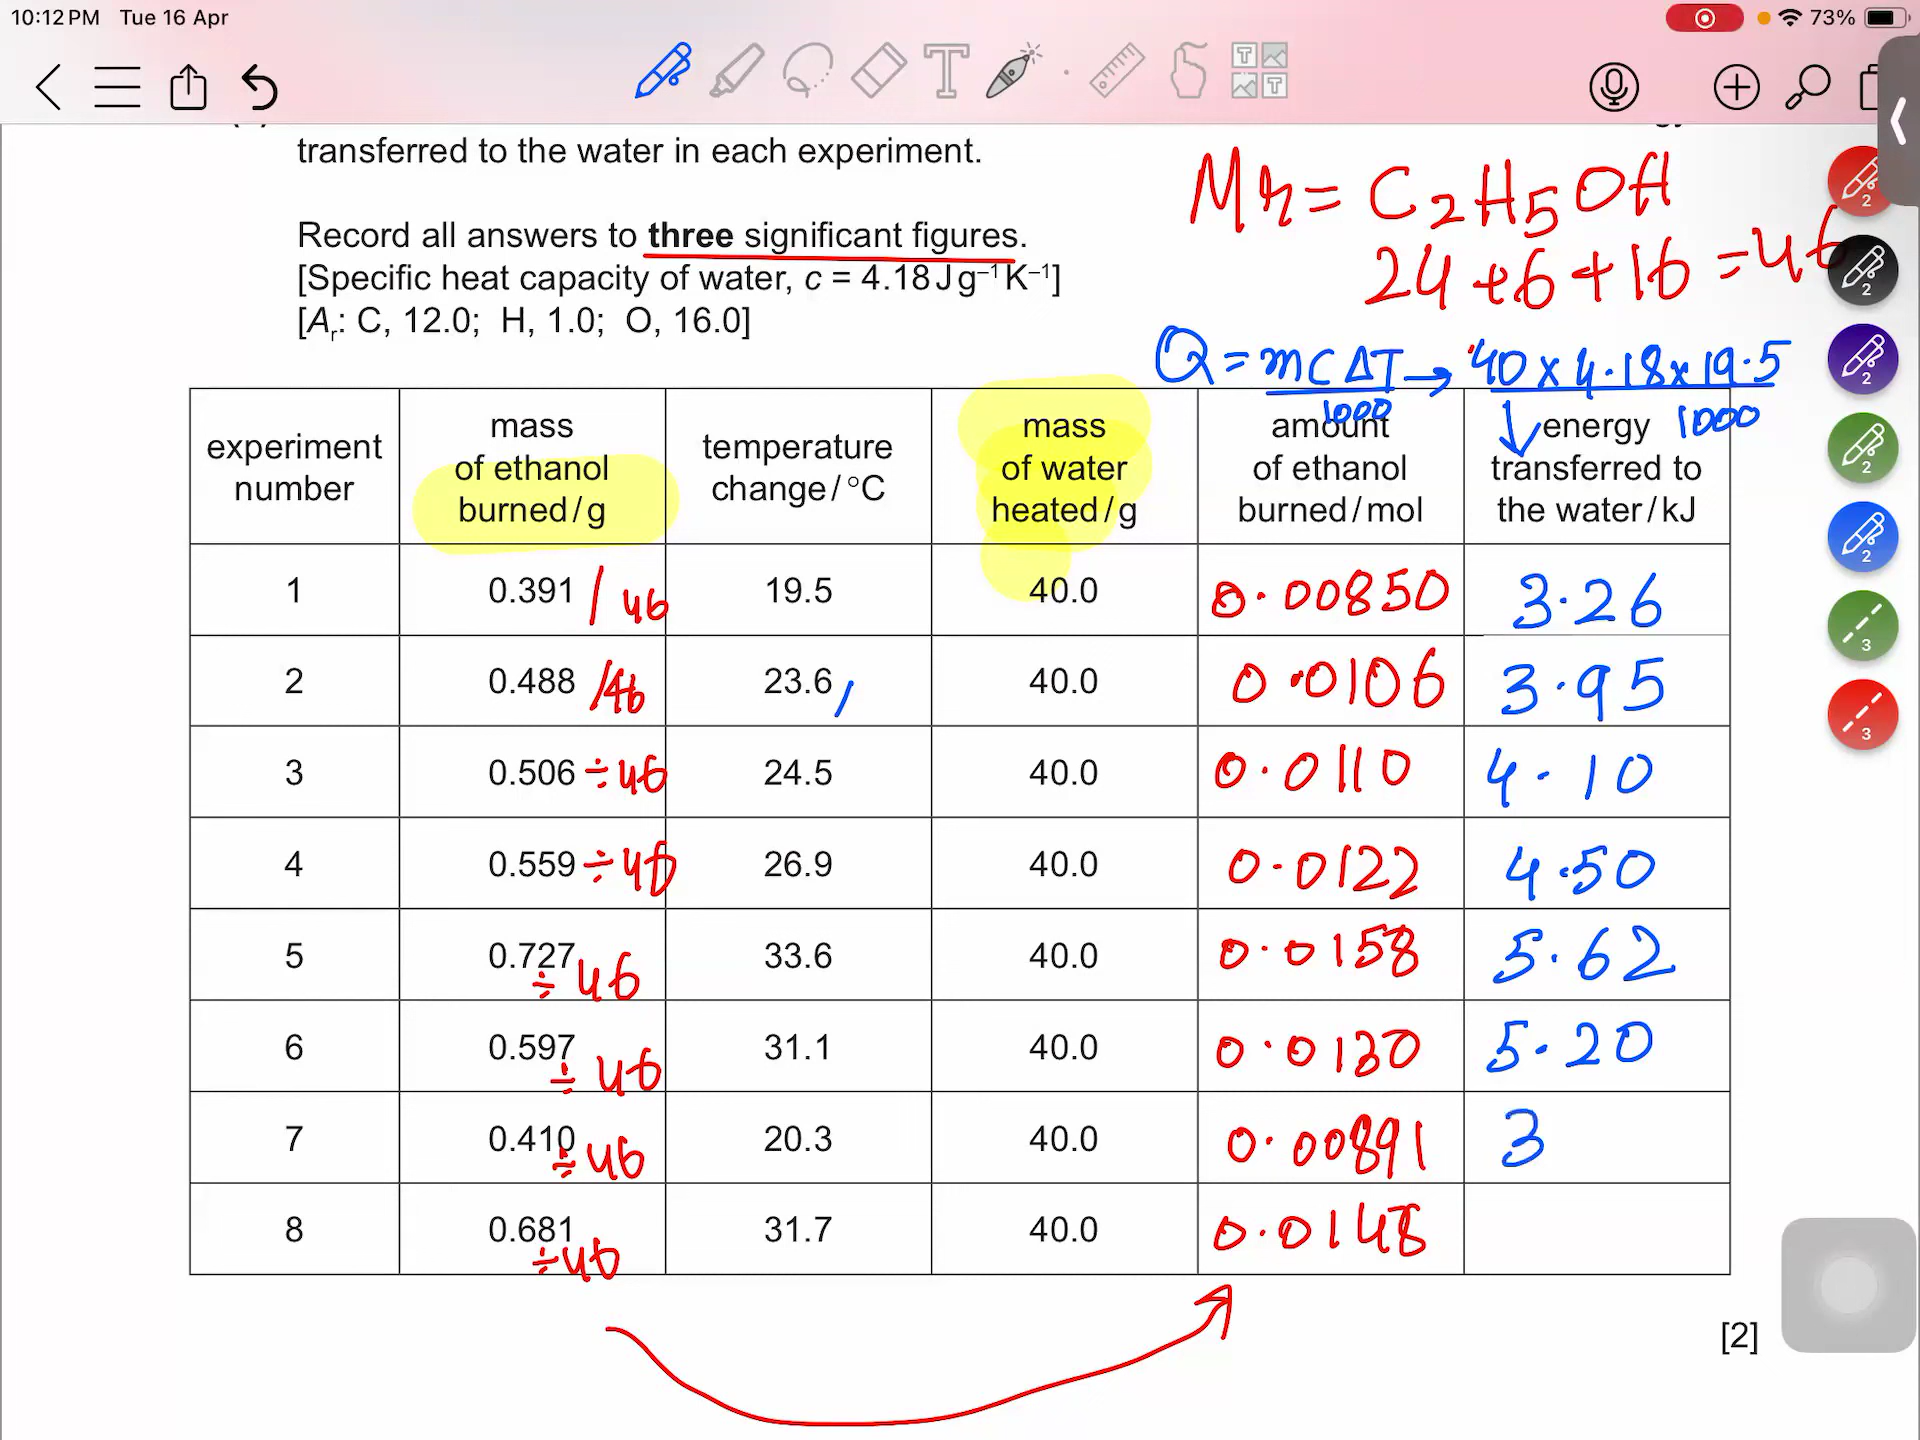 10:12 PM Tue 16 Apr
73%
transferred to the water in each experiment.
Mr = C2H5OH
24 + 6 + 16 = 46
Record all answers to three significant figures.
[Specific heat capacity of water, c = 4.18 J g⁻¹ K⁻¹]
[Ar: C, 12.0; H, 1.0; O, 16.0]
Q = mcΔT → 40 × 4.18 × 19.5
1000 1000
experiment number
mass of ethanol burned / g
temperature change / °C
mass of water heated / g
amount of ethanol burned / mol
energy transferred to the water / kJ
1 0.391 / 46 19.5 40.0 0.00850 3.26
2 0.488 /46 23.6 40.0 0.0106 3.95
3 0.506 ÷ 46 24.5 40.0 0.0110 4.10
4 0.559 ÷ 46 26.9 40.0 0.0122 4.50
5 0.727 ÷ 46 33.6 40.0 0.0158 5.62
6 0.597 ÷ 46 31.1 40.0 0.0130 5.20
7 0.410 ÷ 46 20.3 40.0 0.00891 3
8 0.681 ÷ 46 31.7 40.0 0.0148
[2]
2
2
2
2
2
3
3